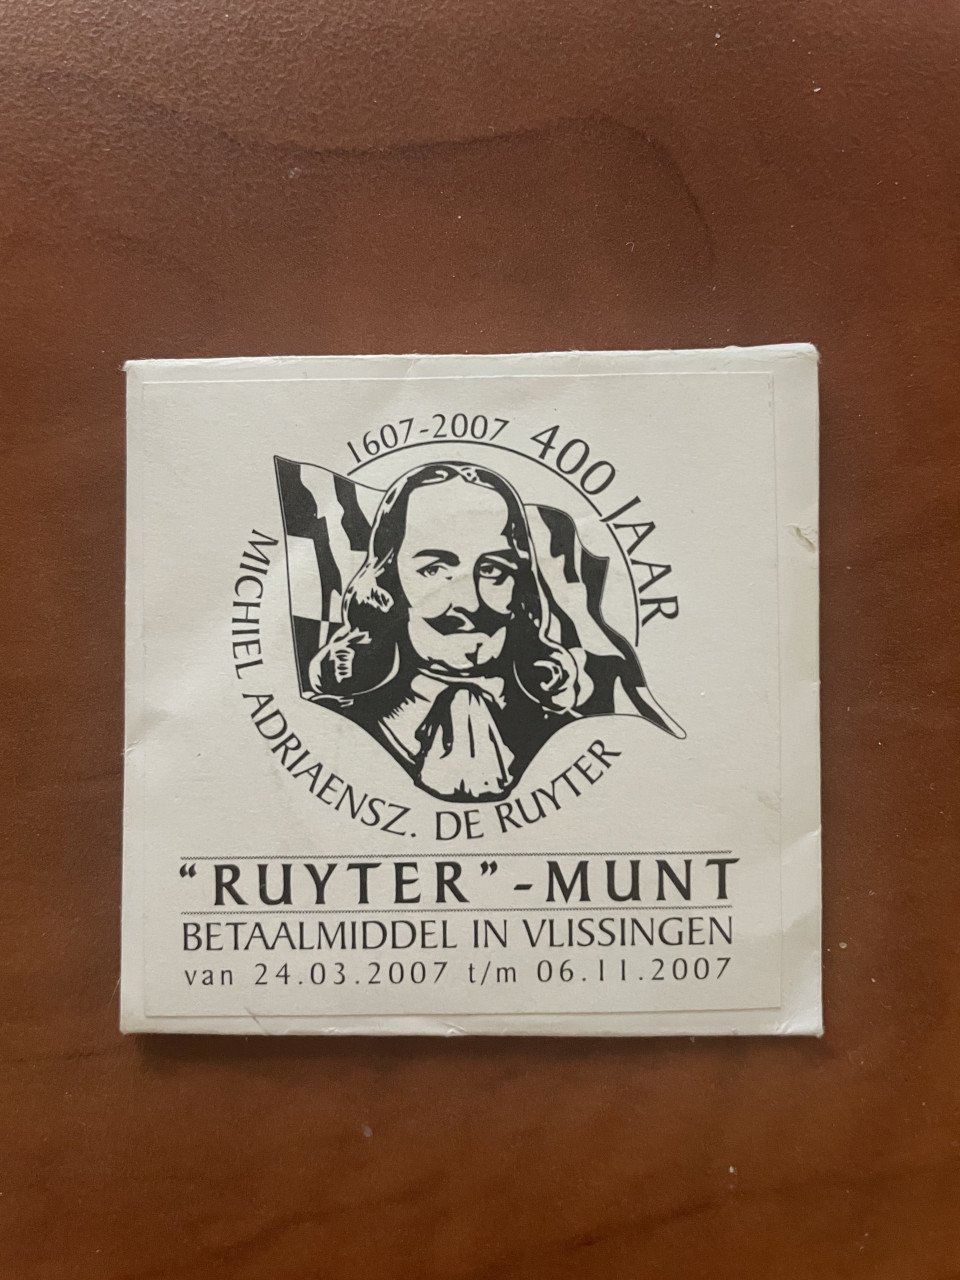 1607-2007 400 JAAR
MICHIEL ADRIAENSZ. DE RUYTER
“RUYTER”-MUNT
BETAALMIDDEL IN VLISSINGEN
van 24.03.2007 t/m 06.11.2007